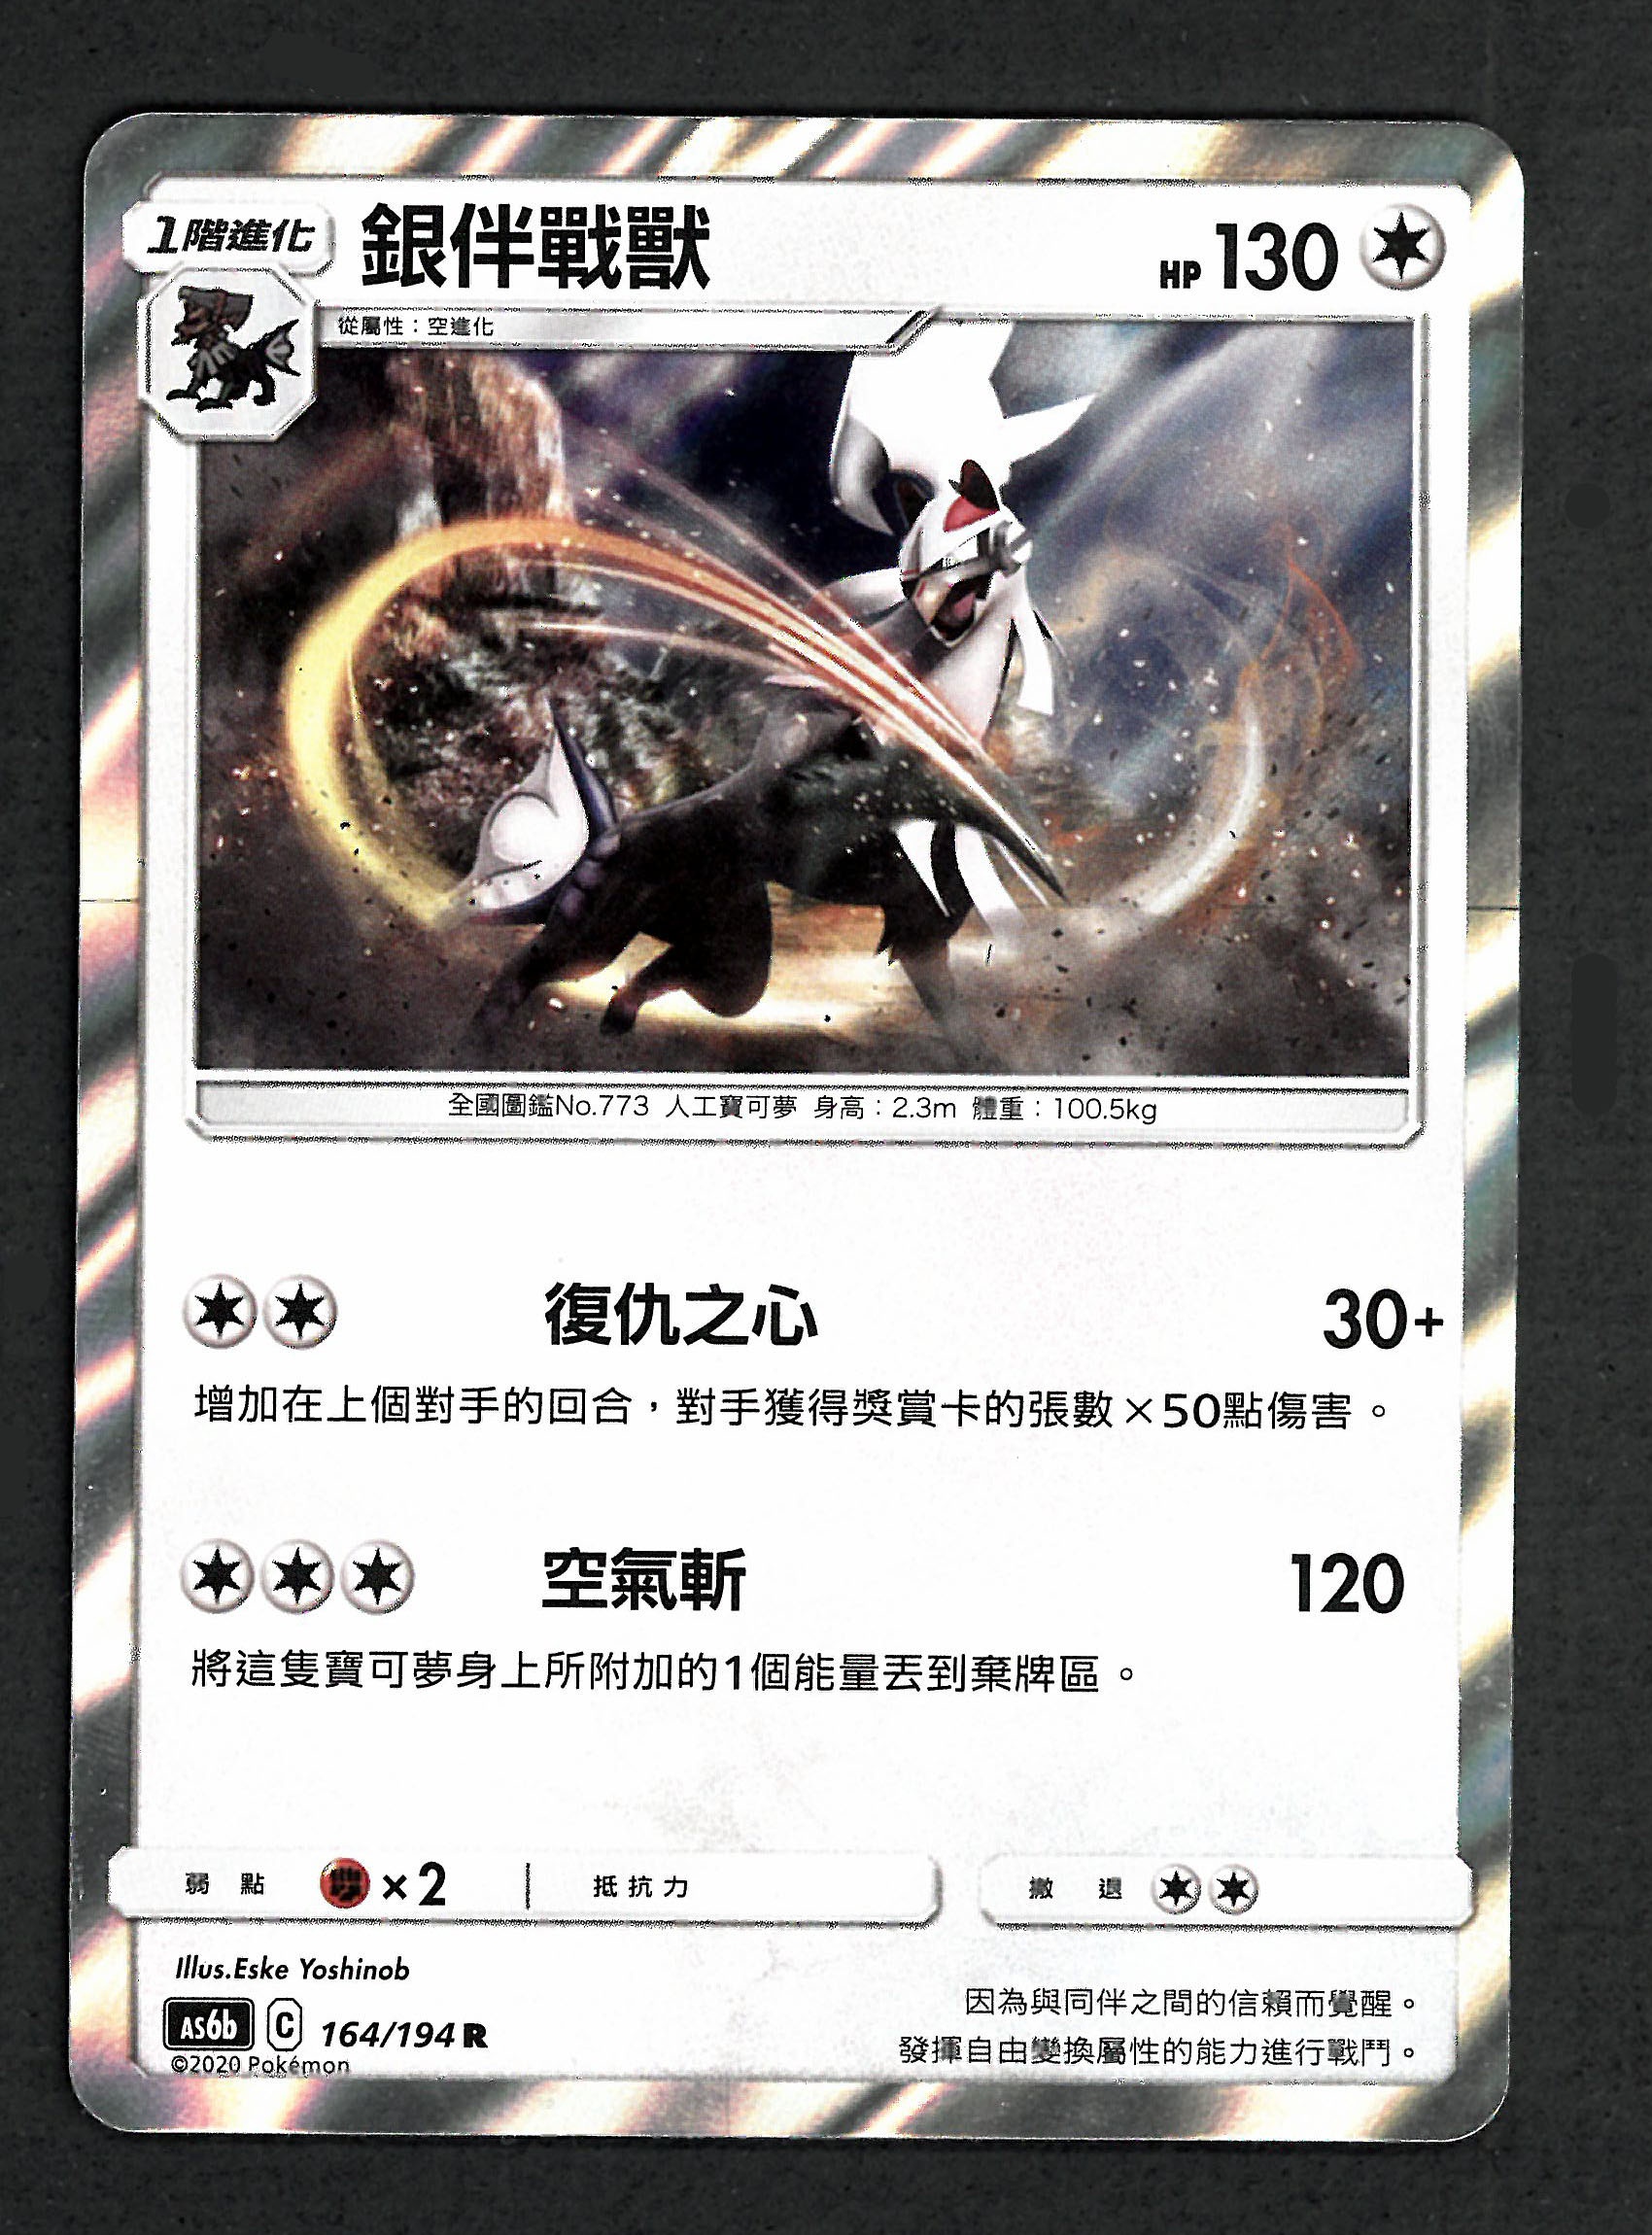 1階進化
銀伴戰獸
HP 130
從屬性：空進化
全國圖鑑No.773 人工寶可夢 身高：2.3m 體重：100.5kg
復仇之心 30+
增加在上個對手的回合，對手獲得獎賞卡的張數×50點傷害。
空氣斬 120
將這隻寶可夢身上所附加的1個能量丟到棄牌區。
弱點 ×2 抵抗力 撤退
Illus.Eske Yoshinob
AS6b C 164/194 R
©2020 Pokémon
因為與同伴之間的信賴而覺醒。
發揮自由變換屬性的能力進行戰鬥。